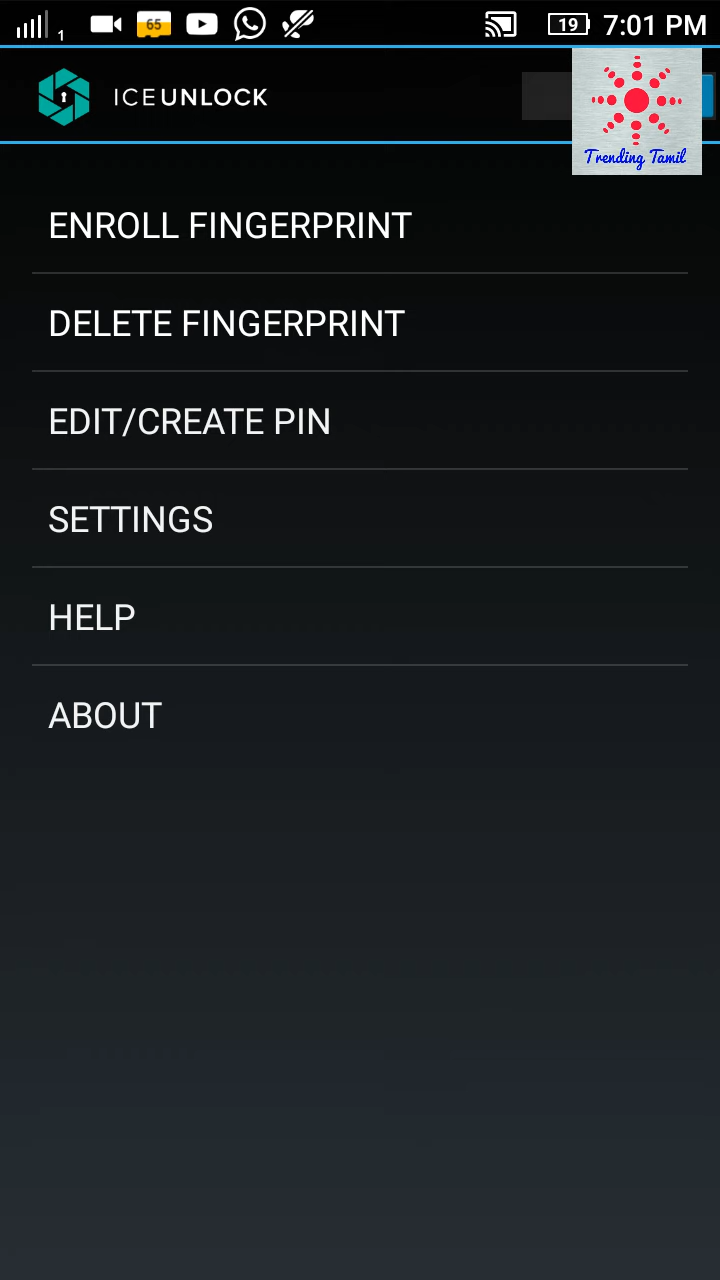 1 65 19 7:01 PM
ICEUNLOCK
Trending Tamil
ENROLL FINGERPRINT
DELETE FINGERPRINT
EDIT/CREATE PIN
SETTINGS
HELP
ABOUT